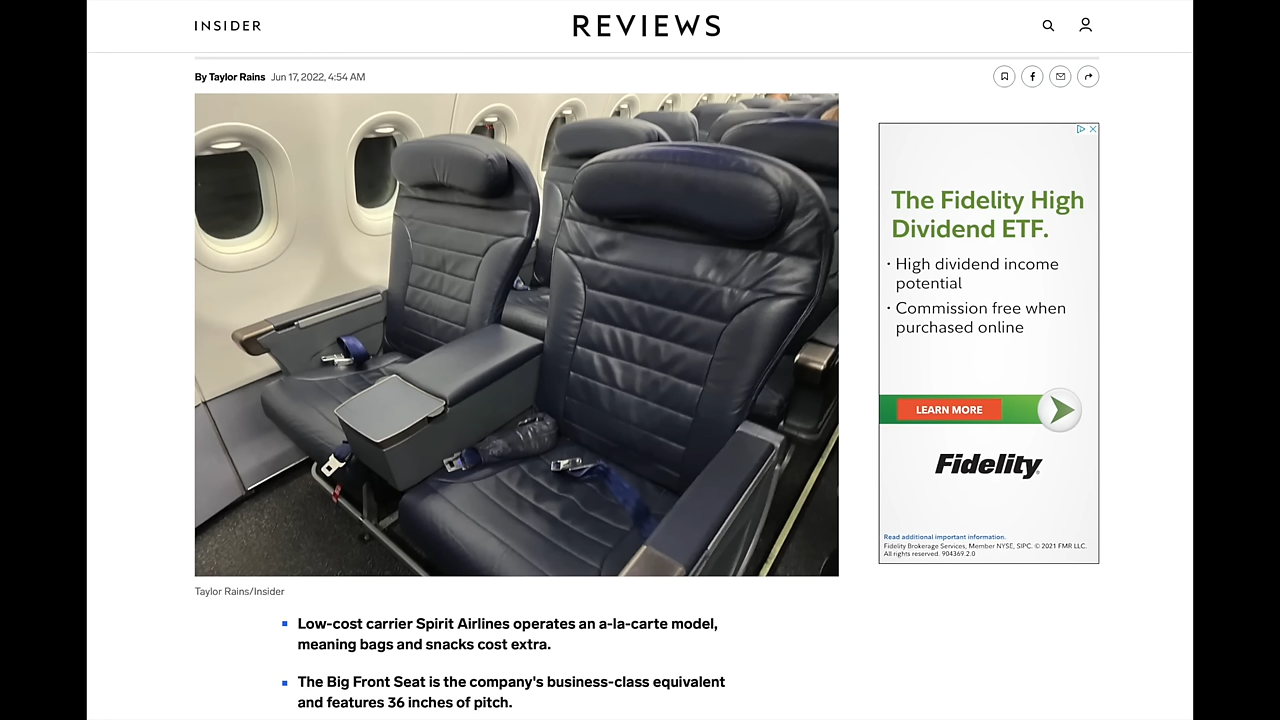 INSIDER
REVIEWS
By Taylor Rains Jun 17, 2022, 4:54 AM
Taylor Rains/Insider
Low-cost carrier Spirit Airlines operates an a-la-carte model,
meaning bags and snacks cost extra.
The Big Front Seat is the company's business-class equivalent
and features 36 inches of pitch.
The Fidelity High
Dividend ETF.
· High dividend income
potential
· Commission free when
purchased online
LEARN MORE
Fidelity
Read additional important information.
Fidelity Brokerage Services, Member NYSE, SIPC. © 2021 FMR LLC.
All rights reserved. 904369.2.0